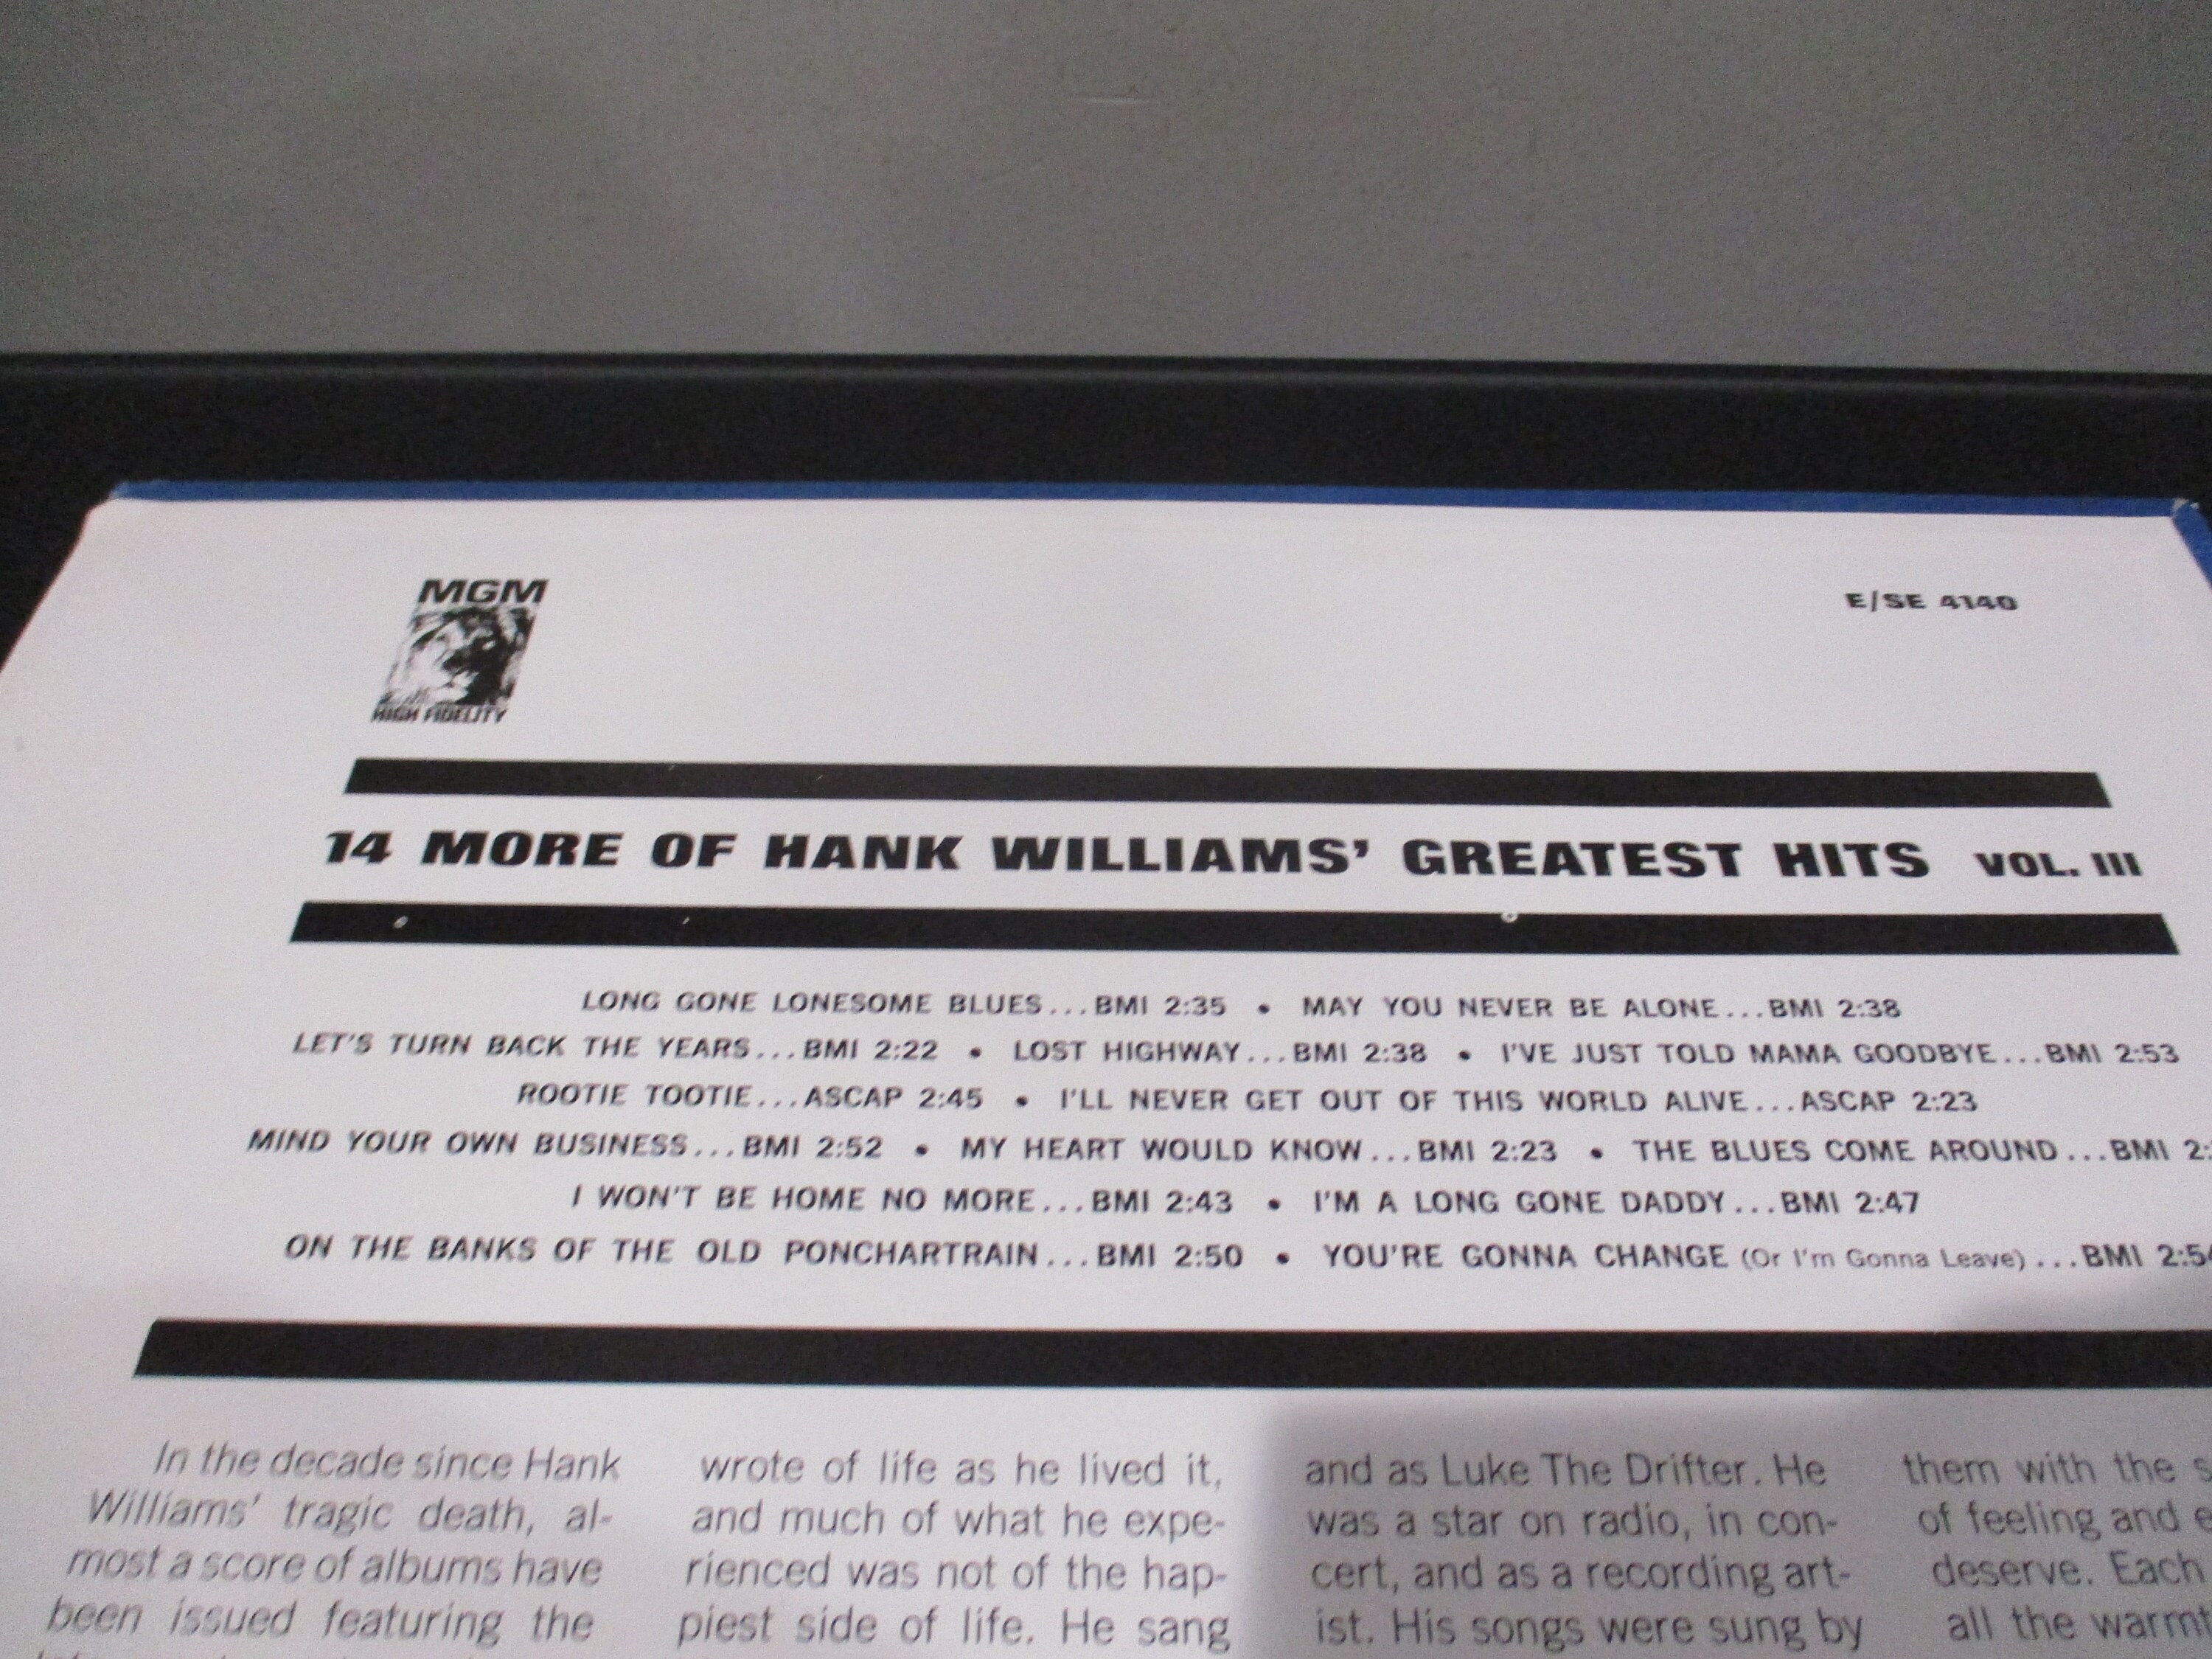 MGM
HIGH FIDELITY
E/SE 4140
14 MORE OF HANK WILLIAMS' GREATEST HITS VOL. III
LONG GONE LONESOME BLUES...BMI 2:35 • MAY YOU NEVER BE ALONE...BMI 2:38
LET'S TURN BACK THE YEARS...BMI 2:22 • LOST HIGHWAY...BMI 2:38 • I'VE JUST TOLD MAMA GOODBYE...BMI 2:53
ROOTIE TOOTIE...ASCAP 2:45 • I'LL NEVER GET OUT OF THIS WORLD ALIVE...ASCAP 2:23
MIND YOUR OWN BUSINESS...BMI 2:52 • MY HEART WOULD KNOW...BMI 2:23 • THE BLUES COME AROUND...BMI 2:
I WON'T BE HOME NO MORE...BMI 2:43 • I'M A LONG GONE DADDY...BMI 2:47
ON THE BANKS OF THE OLD PONCHARTRAIN...BMI 2:50 • YOU'RE GONNA CHANGE (Or I'm Gonna Leave)...BMI 2:54
In the decade since Hank
Williams' tragic death, al-
most a score of albums have
been issued featuring the
wrote of life as he lived it,
and much of what he expe-
rienced was not of the hap-
piest side of life. He sang
and as Luke The Drifter. He
was a star on radio, in con-
cert, and as a recording art-
ist. His songs were sung by
them with the
of feeling and
deserve. Each
all the